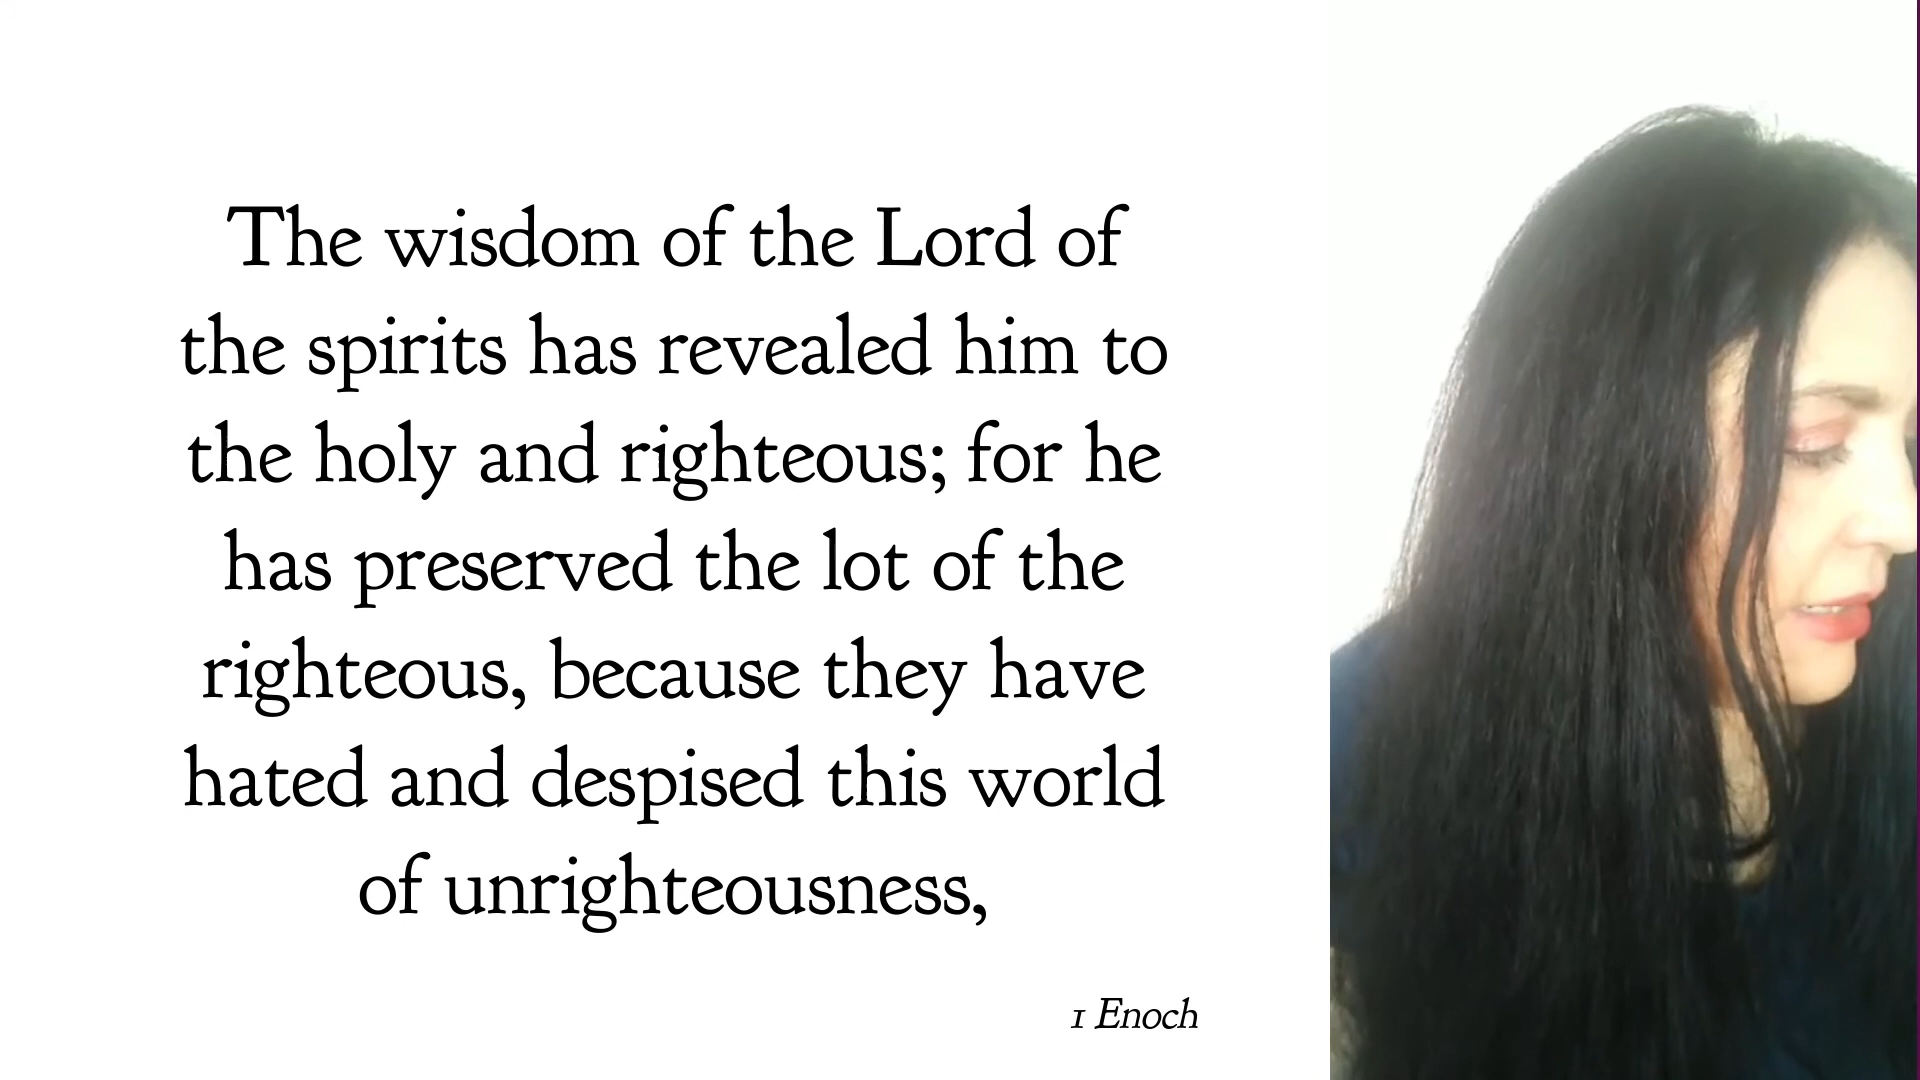 The wisdom of the Lord of
the spirits has revealed him to
the holy and righteous; for he
has preserved the lot of the
righteous, because they have
hated and despised this world
of unrighteousness,
1 Enoch